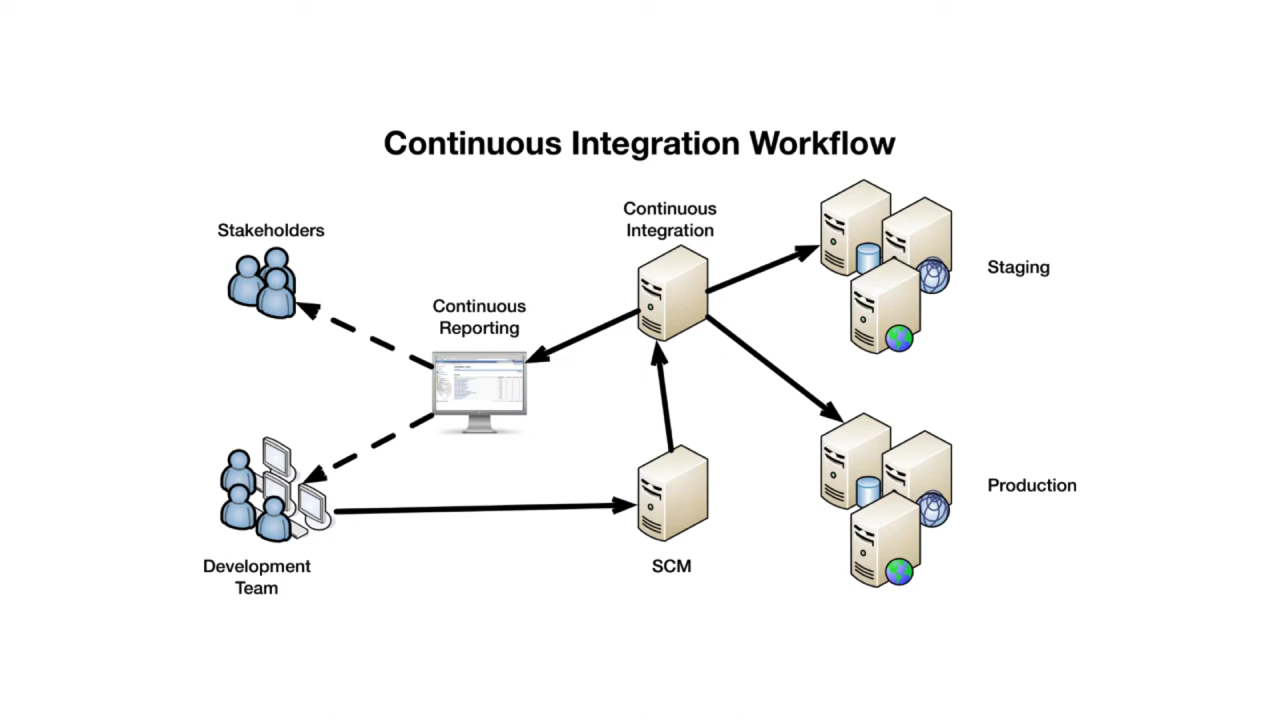 Continuous Integration Workflow
Stakeholders
Continuous
Integration
Staging
Continuous
Reporting
Development
Team
SCM
Production